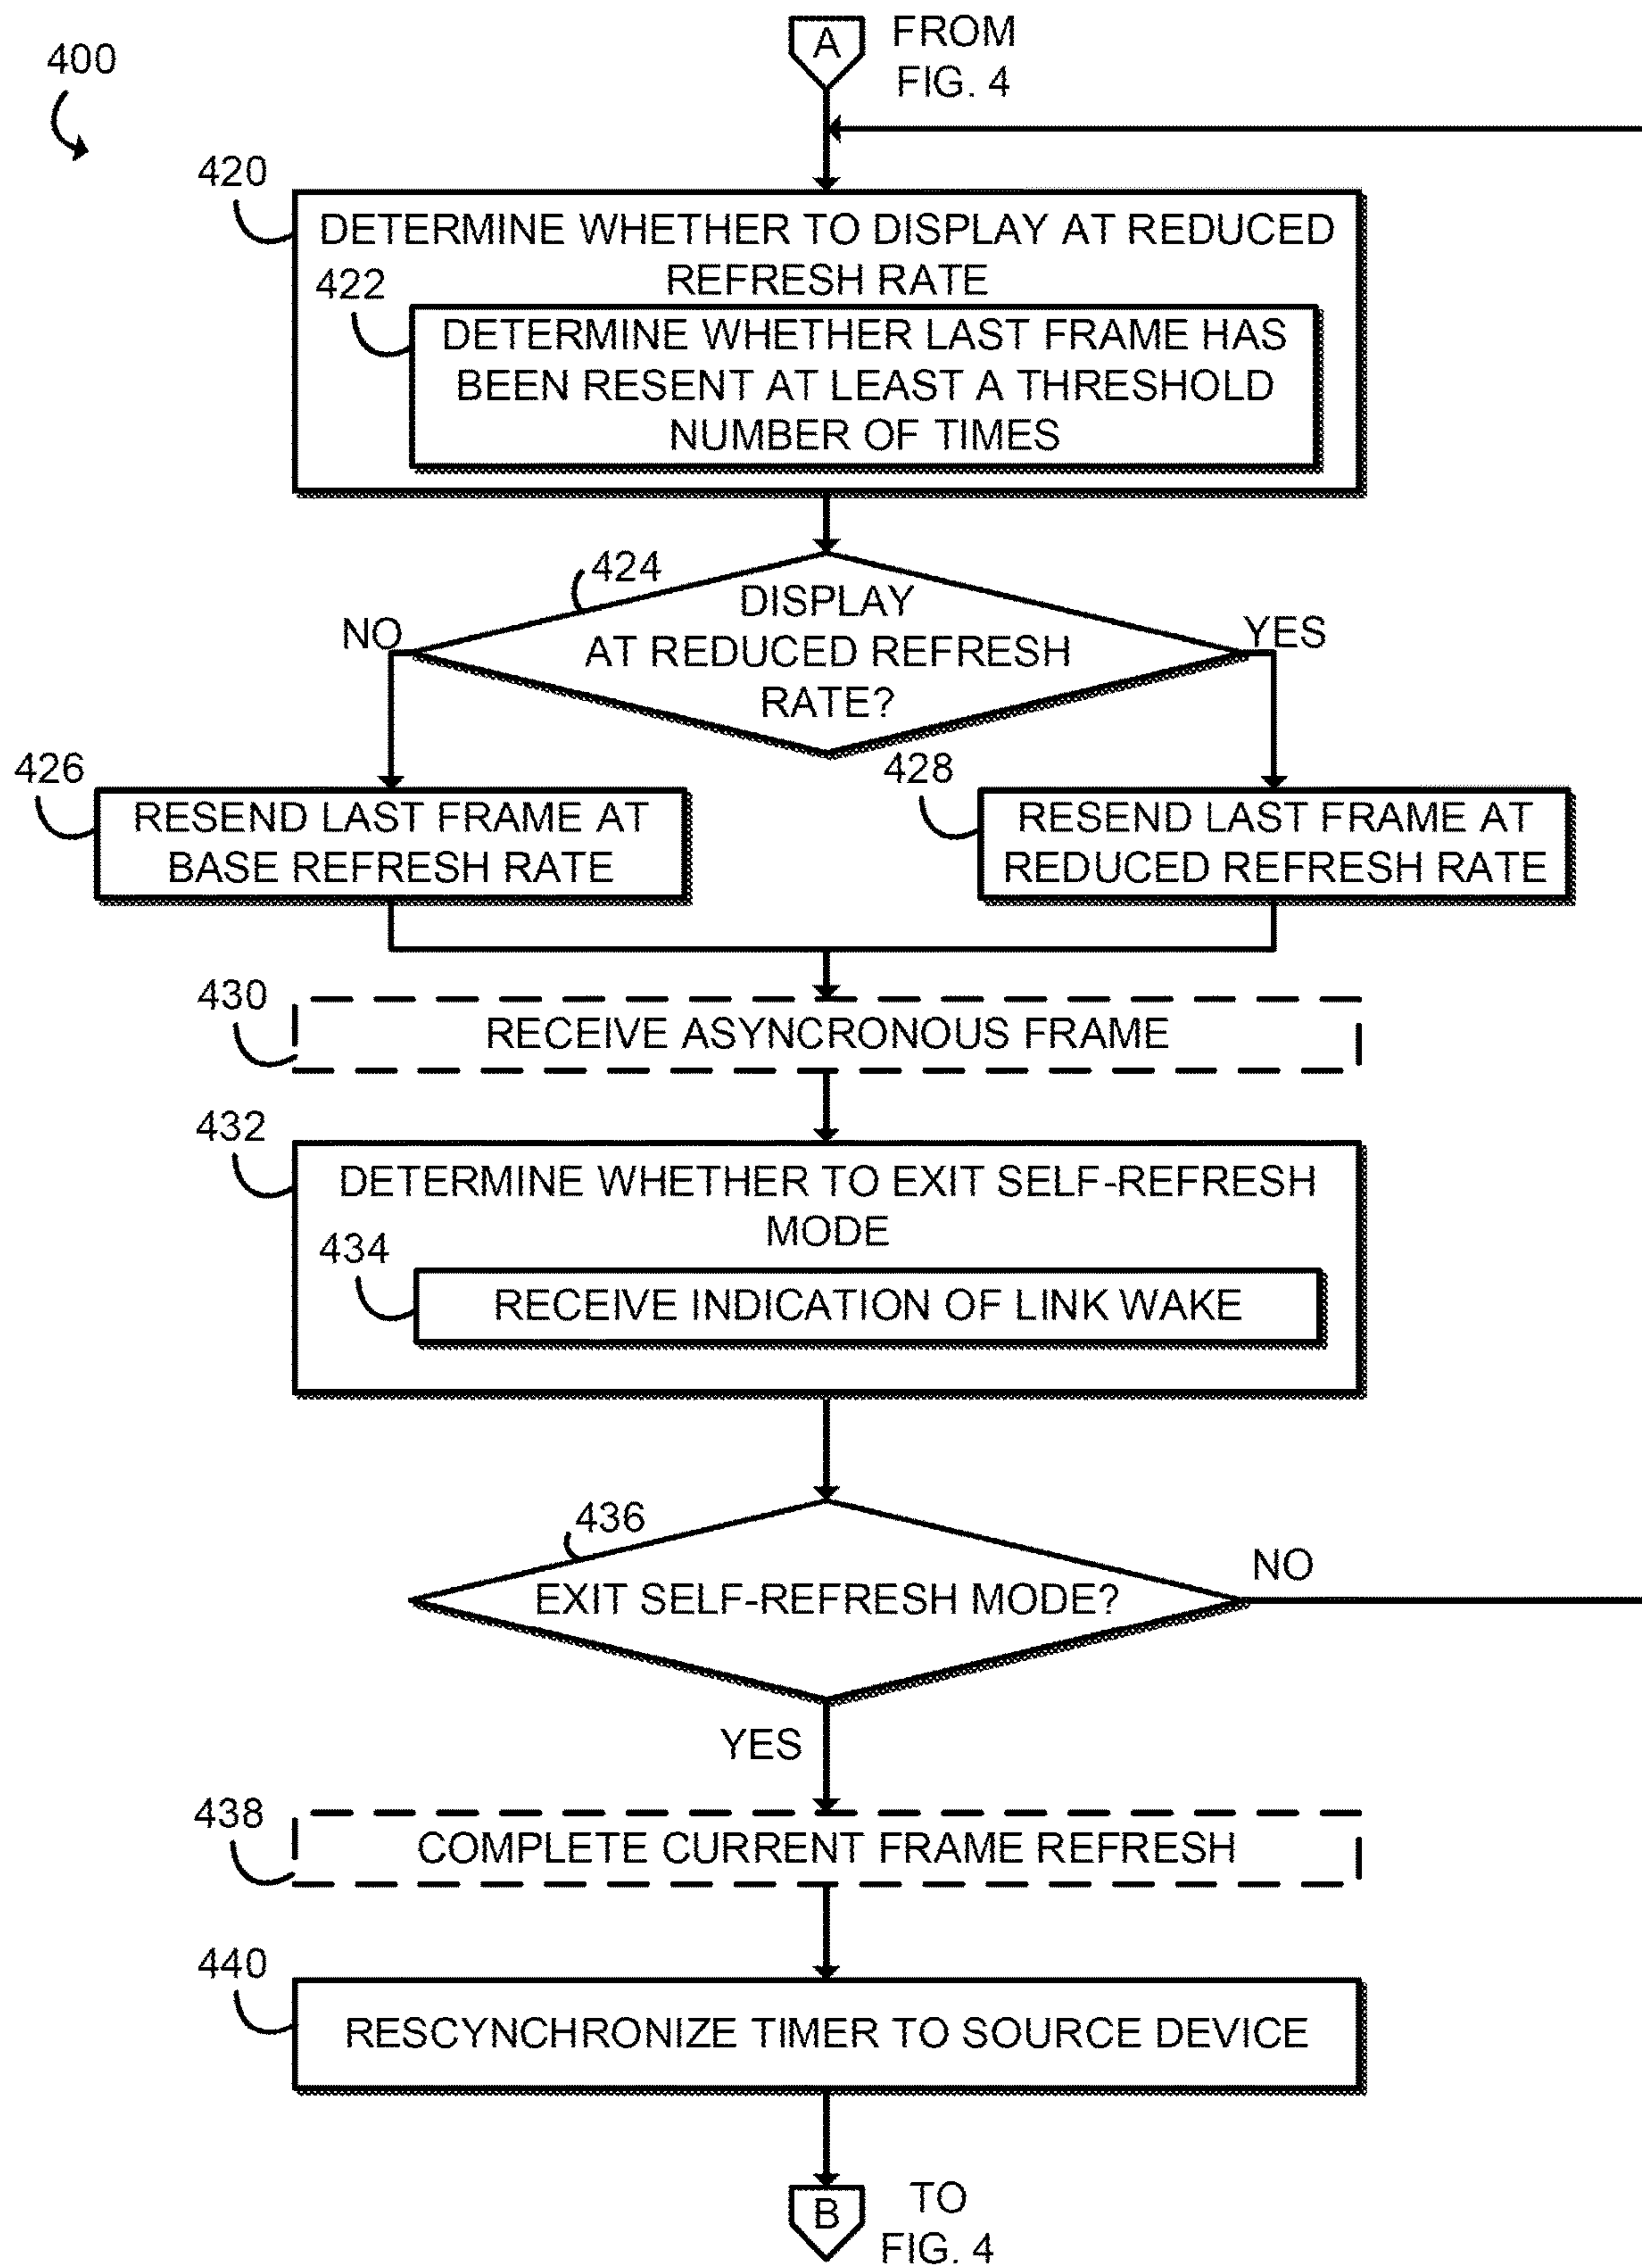 400
A
FROM
FIG. 4
420
DETERMINE WHETHER TO DISPLAY AT REDUCED
REFRESH RATE
422
DETERMINE WHETHER LAST FRAME HAS
BEEN RESENT AT LEAST A THRESHOLD
NUMBER OF TIMES
424
DISPLAY
AT REDUCED REFRESH
RATE?
NO
YES
426
RESEND LAST FRAME AT
BASE REFRESH RATE
428
RESEND LAST FRAME AT
REDUCED REFRESH RATE
430
RECEIVE ASYNCRONOUS FRAME
432
DETERMINE WHETHER TO EXIT SELF-REFRESH
MODE
434
RECEIVE INDICATION OF LINK WAKE
436
EXIT SELF-REFRESH MODE?
NO
YES
438
COMPLETE CURRENT FRAME REFRESH
440
RESCYNCHRONIZE TIMER TO SOURCE DEVICE
B
TO
FIG. 4